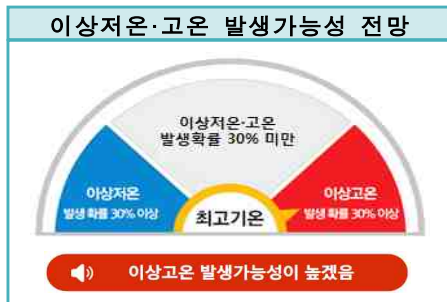 이상저온·고온 발생가능성 전망
이상저온·고온
발생확률 30% 미만
이상저온
발생 확률 30% 이상
이상고온
발생 확률 30% 이상
최고기온
이상고온 발생가능성이 높겠음